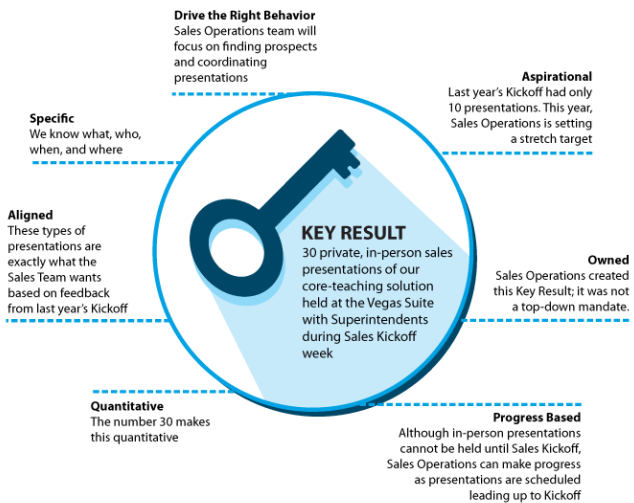 Drive the Right Behavior
Sales Operations team will
focus on finding prospects
and coordinating
presentations
Aspirational
Last year's Kickoff had only
10 presentations. This year,
Sales Operations is setting
a stretch target
Specific
We know what, who,
when, and where
Aligned
These types of
presentations are
exactly what the
Sales Team wants
based on feedback
from last year's Kickoff
KEY RESULT
30 private, in-person sales
presentations of our
core-teaching solution
held at the Vegas Suite
with Superintendents
during Sales Kickoff
week
Owned
Sales Operations created
this Key Result; it was not
a top-down mandate.
Quantitative
The number 30 makes
this quantitative
Progress Based
Although in-person presentations
cannot be held until Sales Kickoff,
Sales Operations can make progress
as presentations are scheduled
leading up to Kickoff